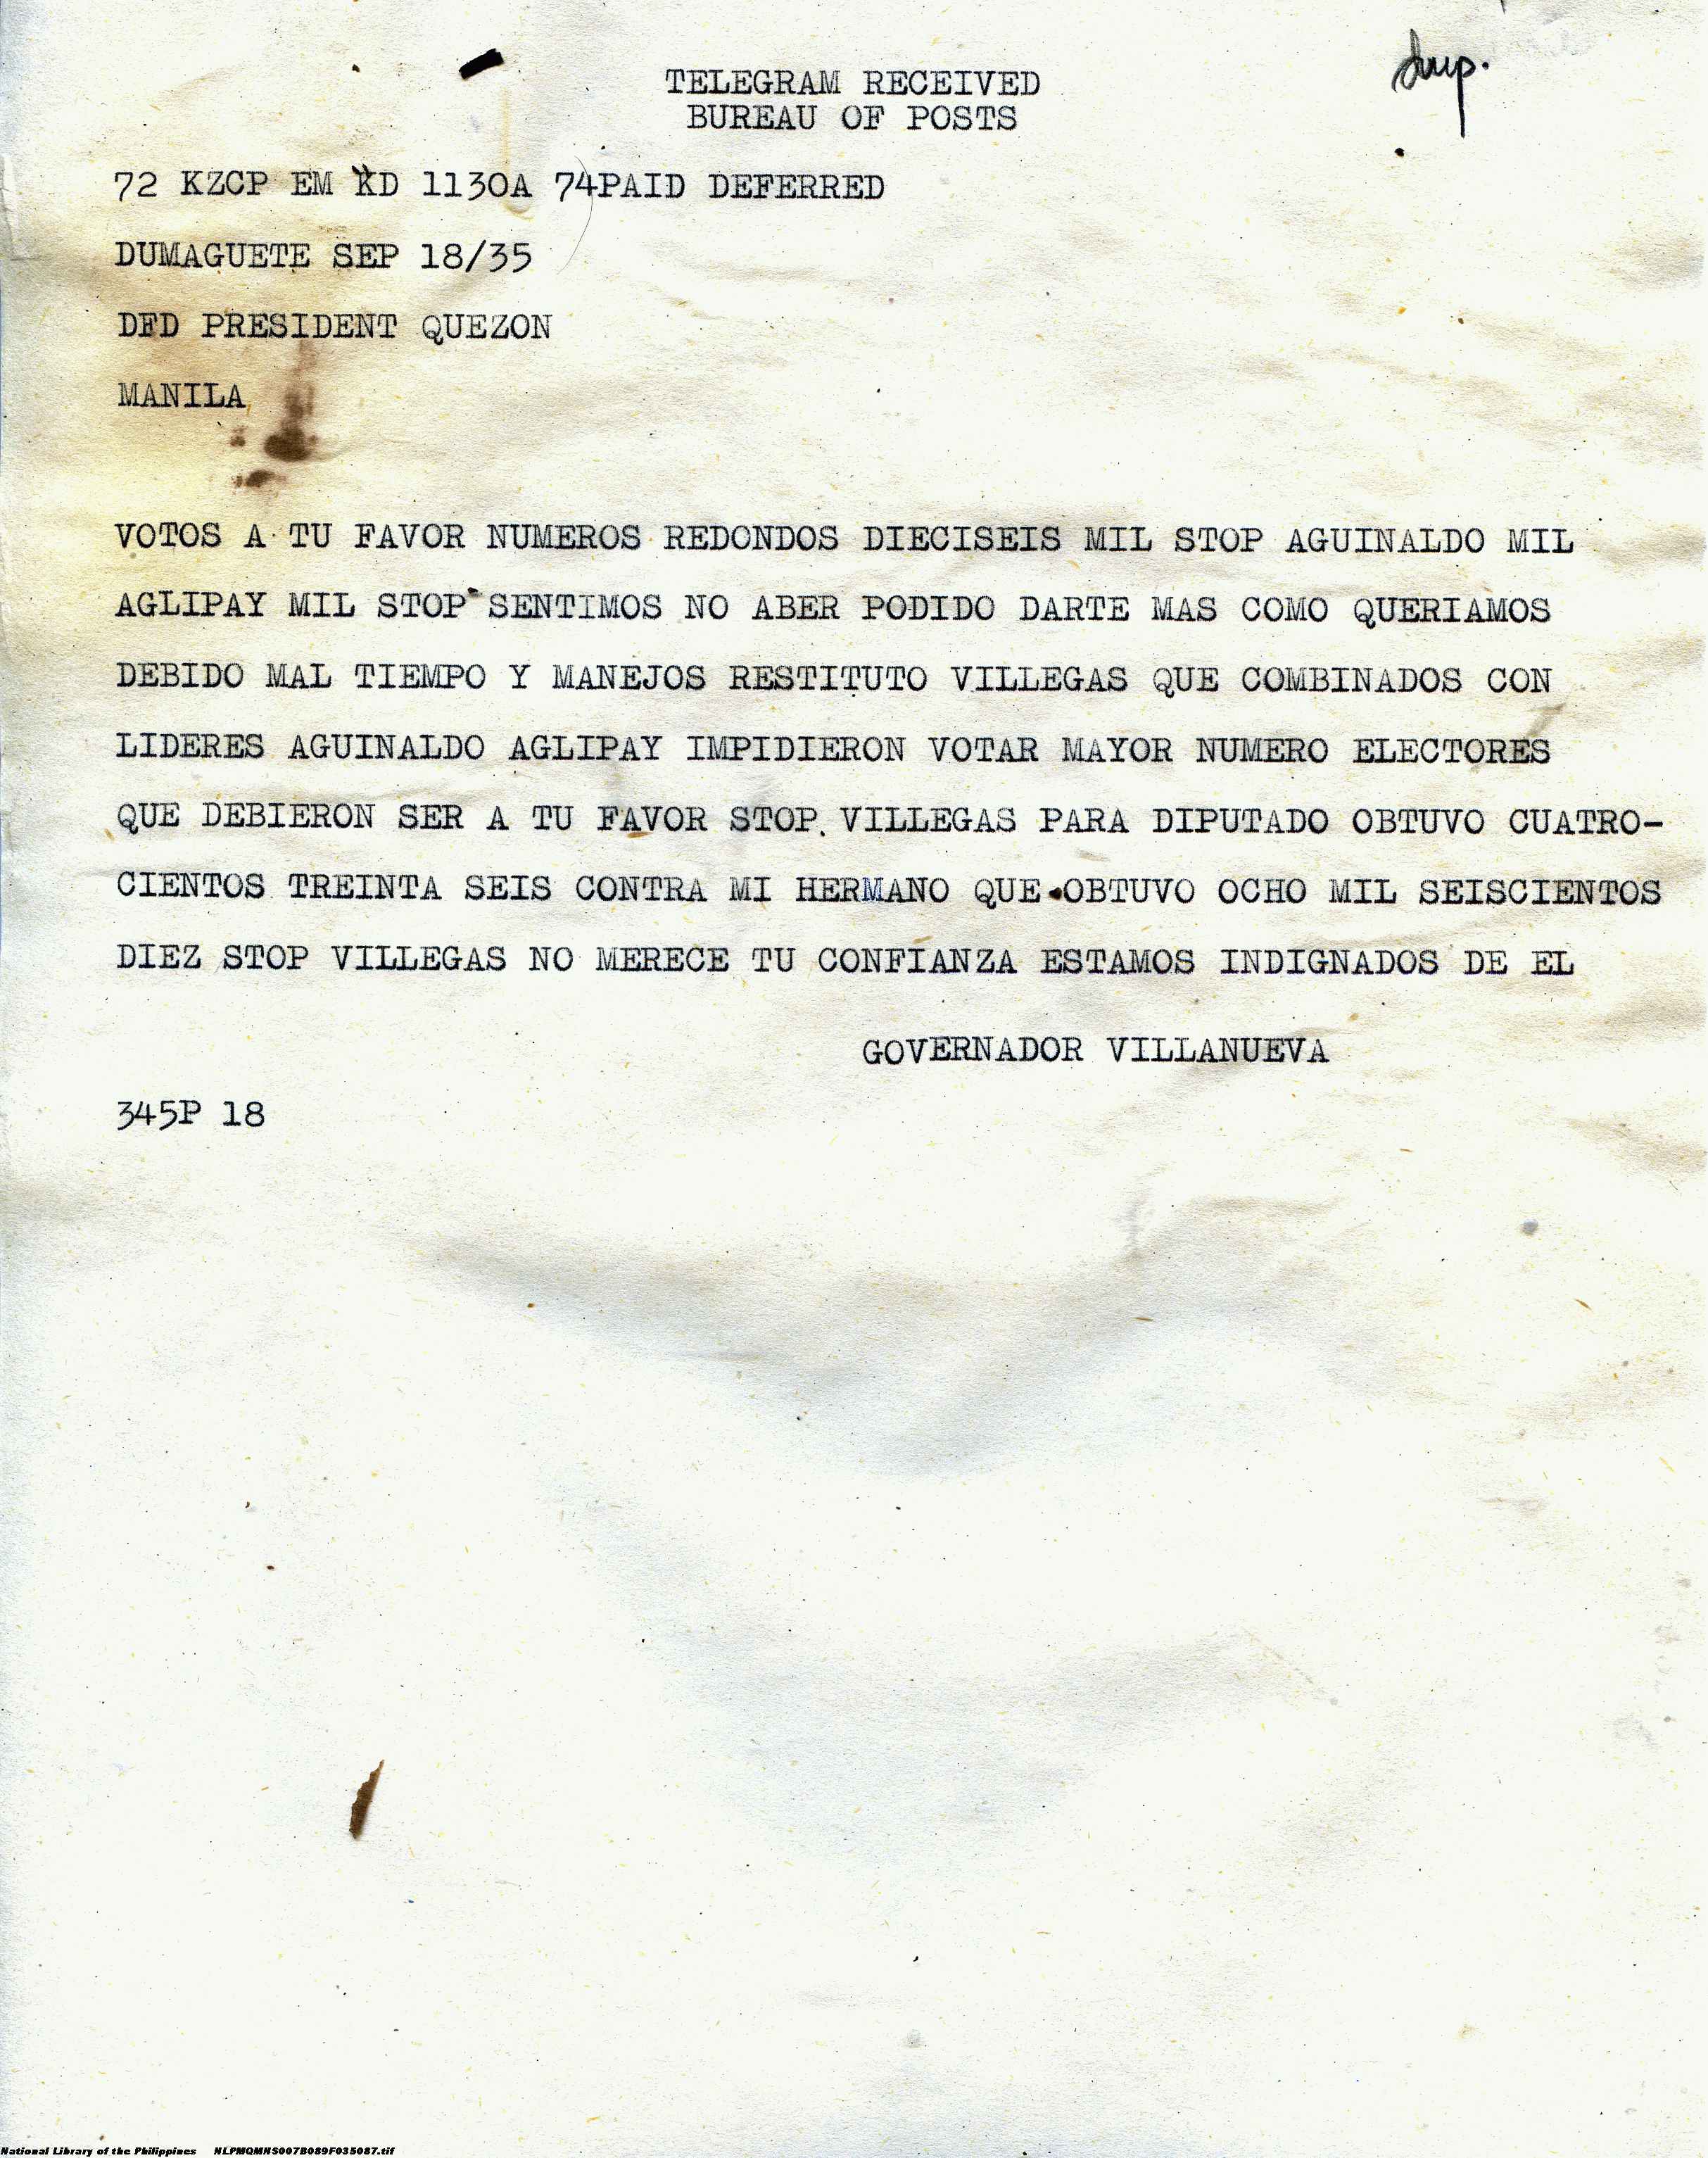 TELEGRAM RECEIVED
BUREAU OF POSTS
72 KZCP EM KD 1130A 74PAID DEFERRED
DUMAGUETE SEP 18/35
DFD PRESIDENT QUEZON
MANILA
VOTOS A TU FAVOR NUMEROS REDONDOS DIECISEIS MIL STOP AGUINALDO MIL
AGLIPAY MIL STOP SENTIMOS NO ABER PODIDO DARTE MAS COMO QUERIAMOS
DEBIDO MAL TIEMPO Y MANEJOS RESTITUTO VILLEGAS QUE COMBINADOS CON
LIDERES AGUINALDO AGLIPAY IMPIDIERON VOTAR MAYOR NUMERO ELECTORES
QUE DEBIERON SER A TU FAVOR STOP. VILLEGAS PARA DIPUTADO OBTUVO CUATRO-
CIENTOS TREINTA SEIS CONTRA MI HERMANO QUE OBTUVO OCHO MIL SEISCIENTOS
DIEZ STOP VILLEGAS NO MERECE TU CONFIANZA ESTAMOS INDIGNADOS DE EL
GOVERNADOR VILLANUEVA
345P 18
National Library of the Philippines NLPMQMNS007B089F035087.tif